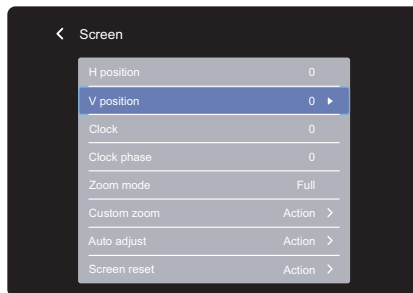 Screen
H position 0
V position 0
Clock 0
Clock phase 0
Zoom mode Full
Custom zoom Action
Auto adjust Action
Screen reset Action